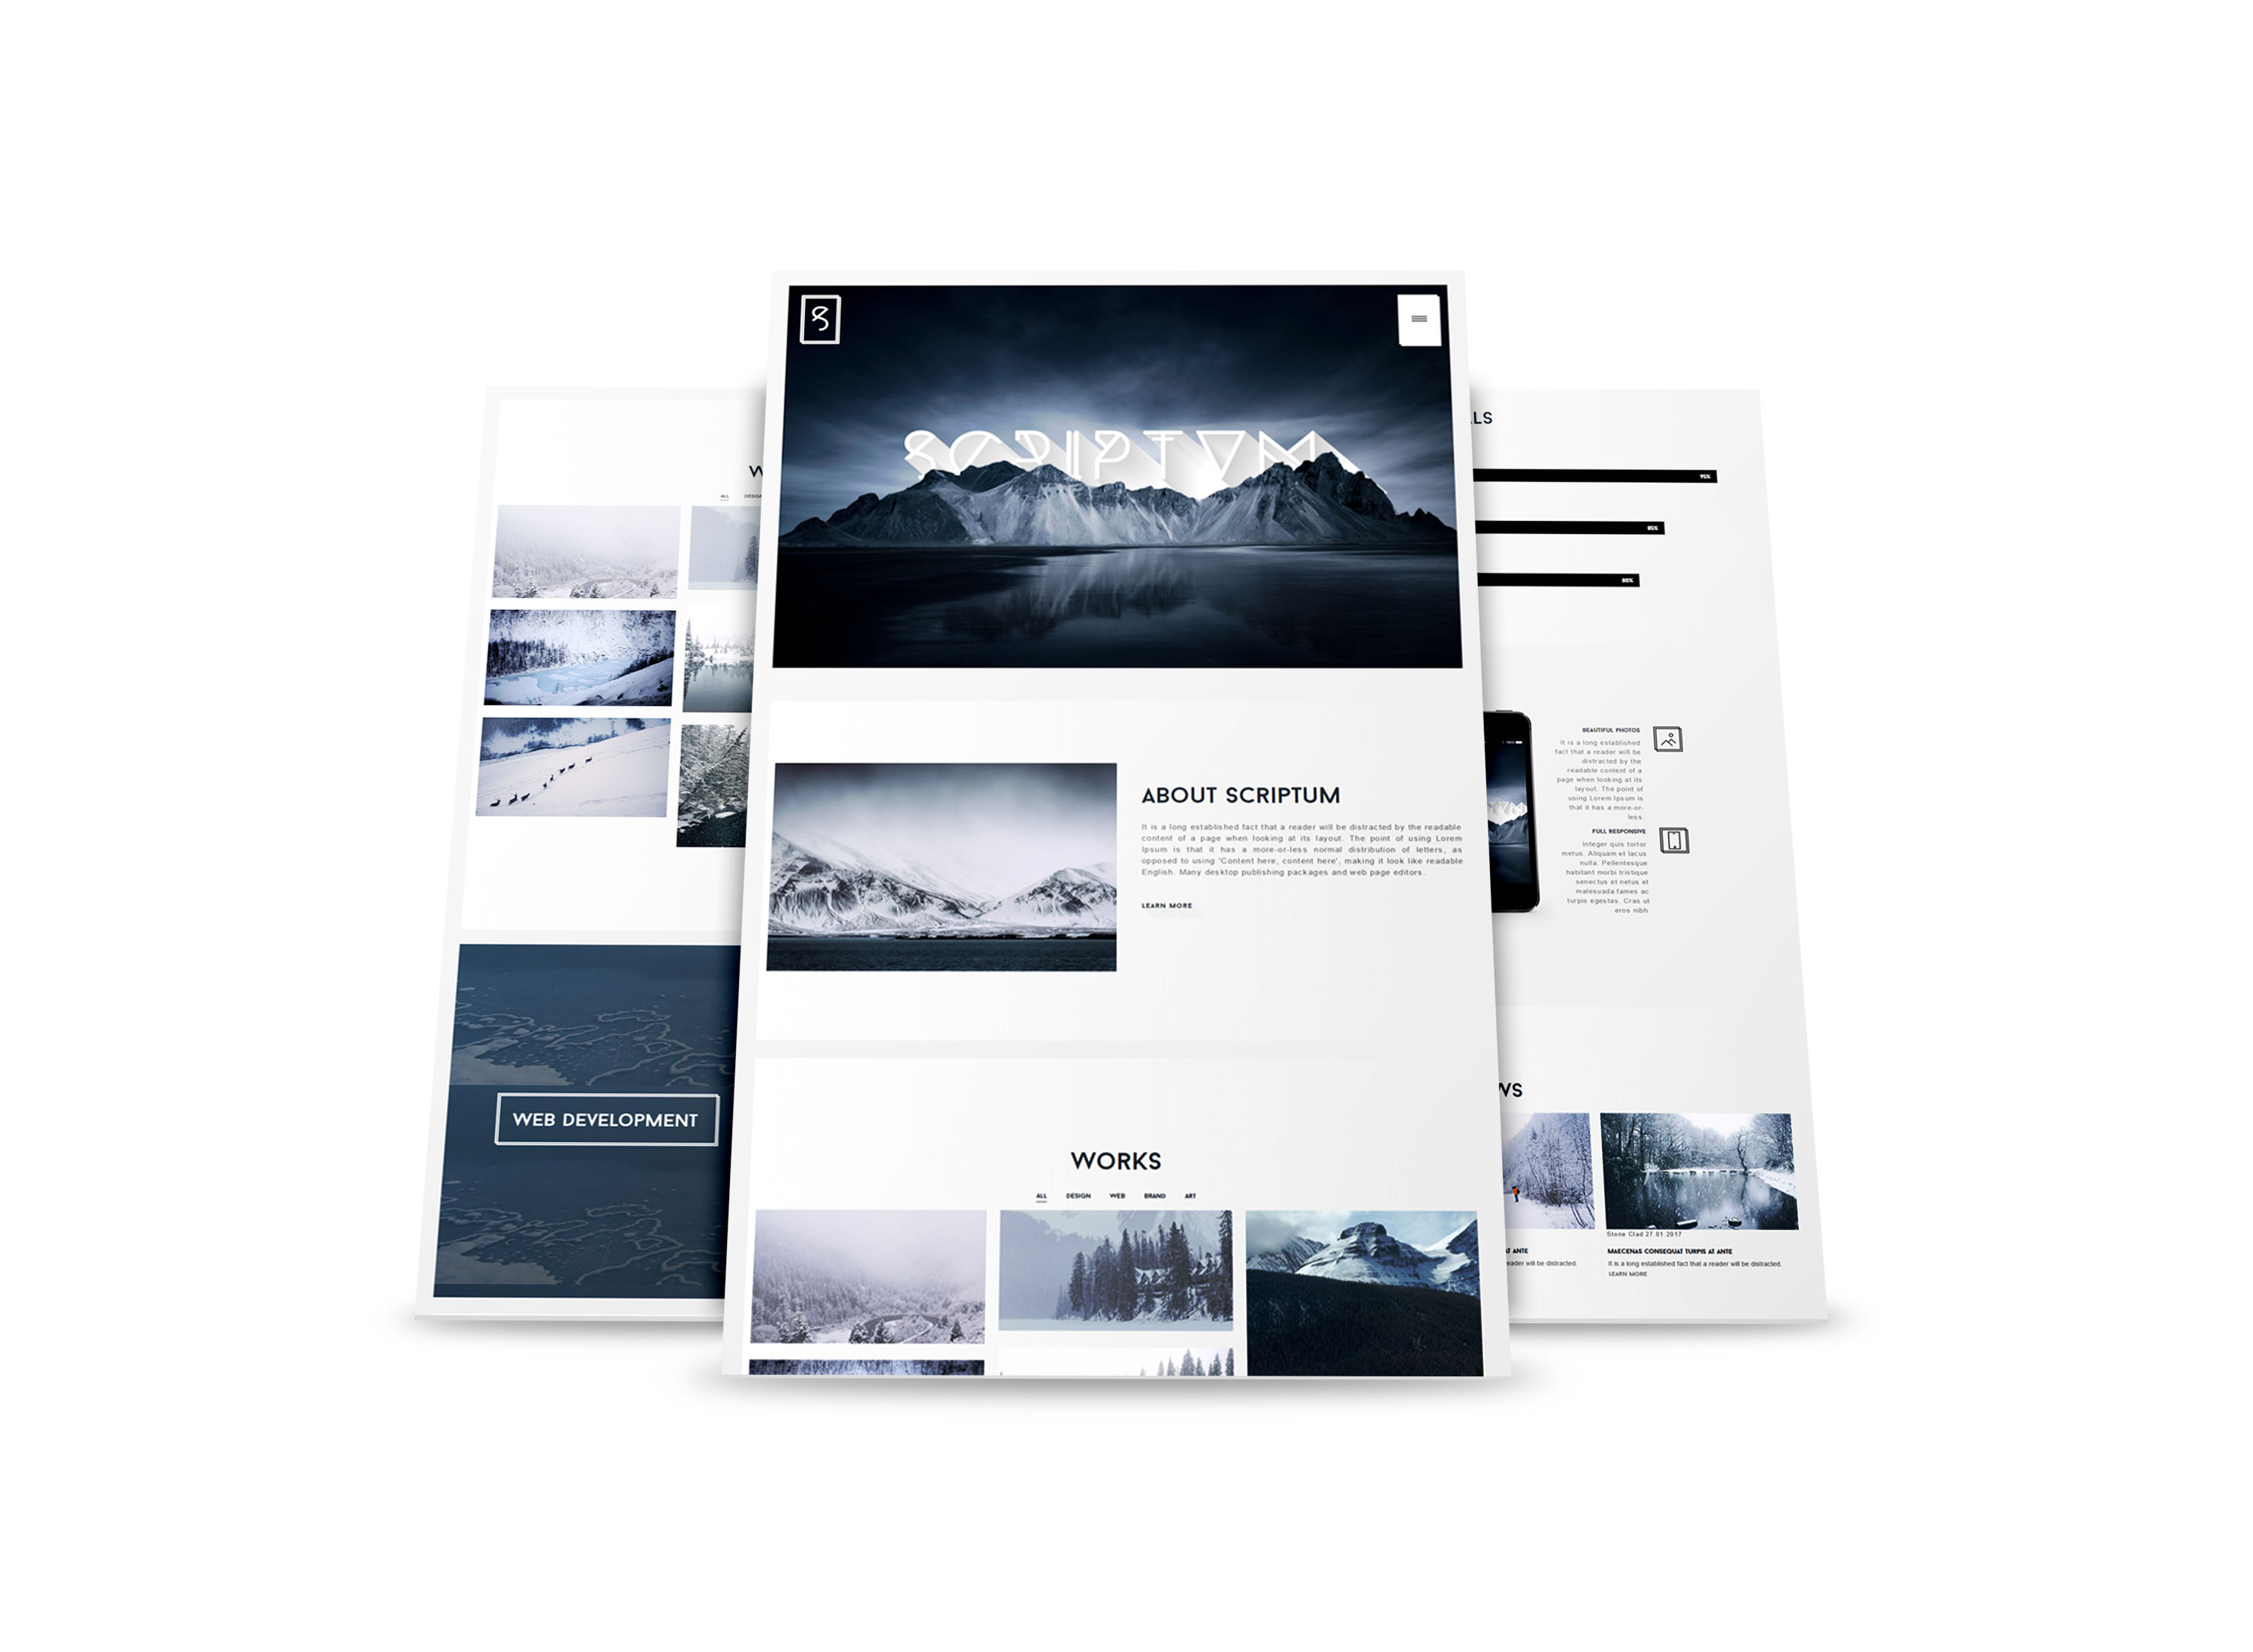 S
SCRIPTUM
ABOUT SCRIPTUM
It is a long established fact that a reader will be distracted by the readable
content of a page when looking at its layout. The point of using Lorem
Ipsum is that it has a more-or-less normal distribution of letters, as
opposed to using 'Content here, content here', making it look like readable
English. Many desktop publishing packages and web page editors.
LEARN MORE
WORKS
ALL DESIGN WEB BRAND ART
W
ALL DESIGN
WEB DEVELOPMENT
LLS
95%
85%
80%
BEAUTIFUL PHOTOS
It is a long established
fact that a reader will be
distracted by the
readable content of a
page when looking at its
layout. The point of
using Lorem Ipsum is
that it has a more-or-
less.
FULL RESPONSIVE
Integer quis tortor
metus. Aliquam et lacus
nulla. Pellentesque
habitant morbi tristique
senectus et netus et
malesuada fames ac
turpis egestas. Cras ut
eros nibh.
WS
AT ANTE
reader will be distracted.
Stone Clad 27.01.2017
MAECENAS CONSEQUAT TURPIS AT ANTE
It is a long established fact that a reader will be distracted.
LEARN MORE